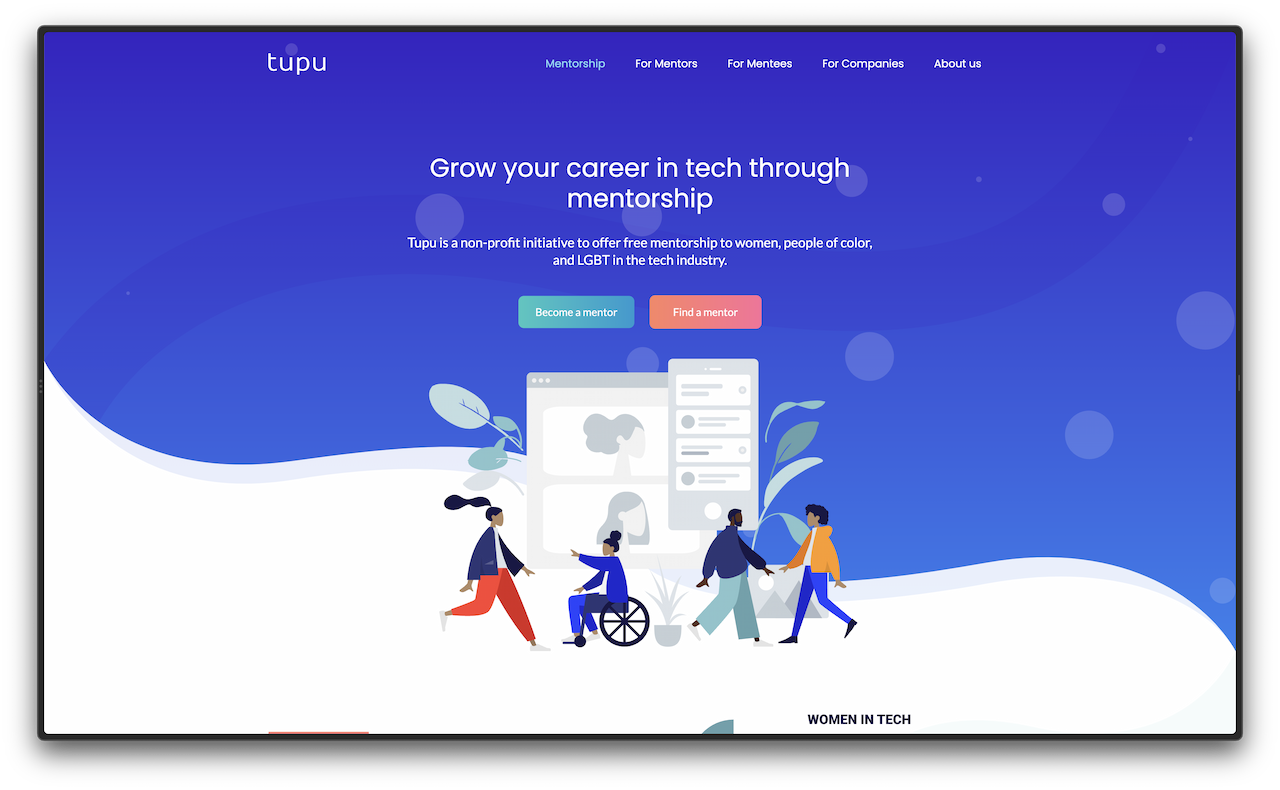 tupu
Mentorship For Mentors For Mentees For Companies About us
Grow your career in tech through
mentorship
Tupu is a non-profit initiative to offer free mentorship to women, people of color,
and LGBT in the tech industry.
Become a mentor Find a mentor
WOMEN IN TECH